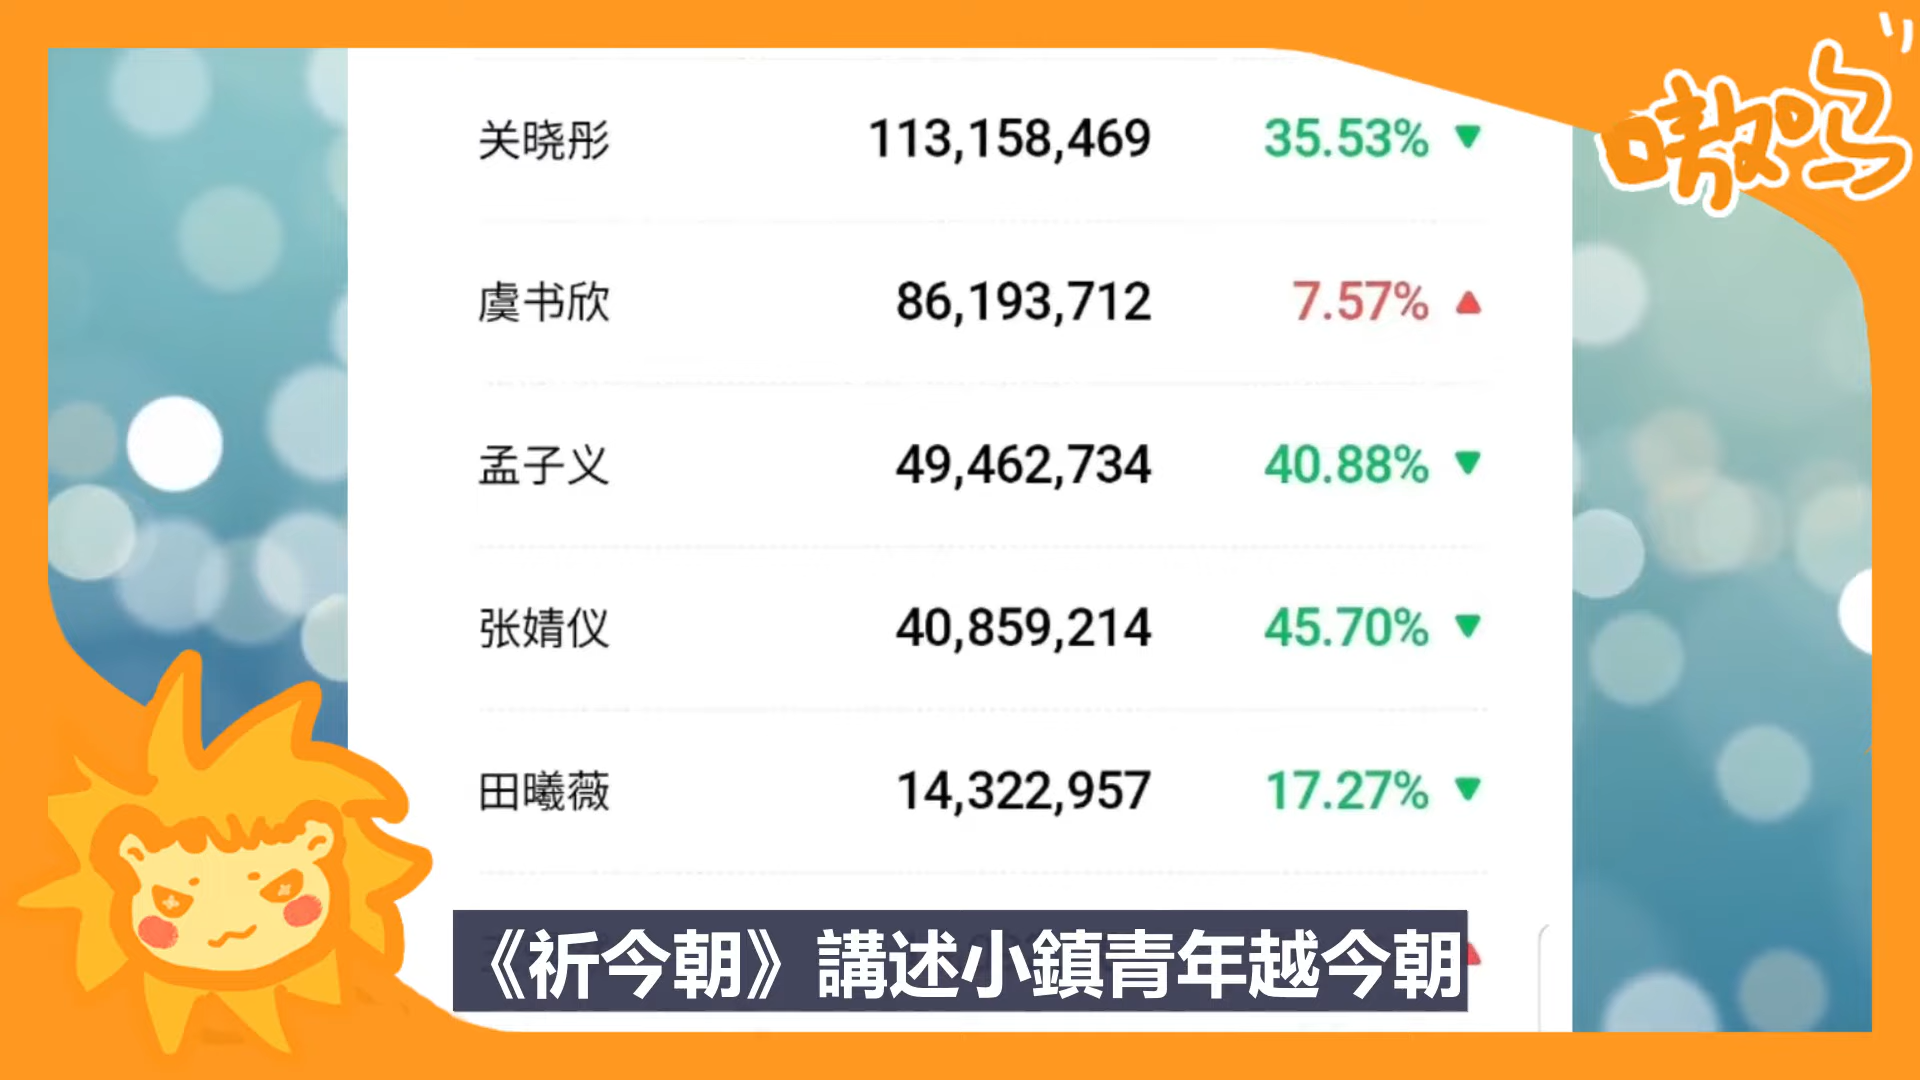 嗷呜
关晓彤 113,158,469 35.53% ▼
虞书欣 86,193,712 7.57% ▲
孟子义 49,462,734 40.88% ▼
张婧仪 40,859,214 45.70% ▼
田曦薇 14,322,957 17.27% ▼
《祈今朝》講述小鎮青年越今朝